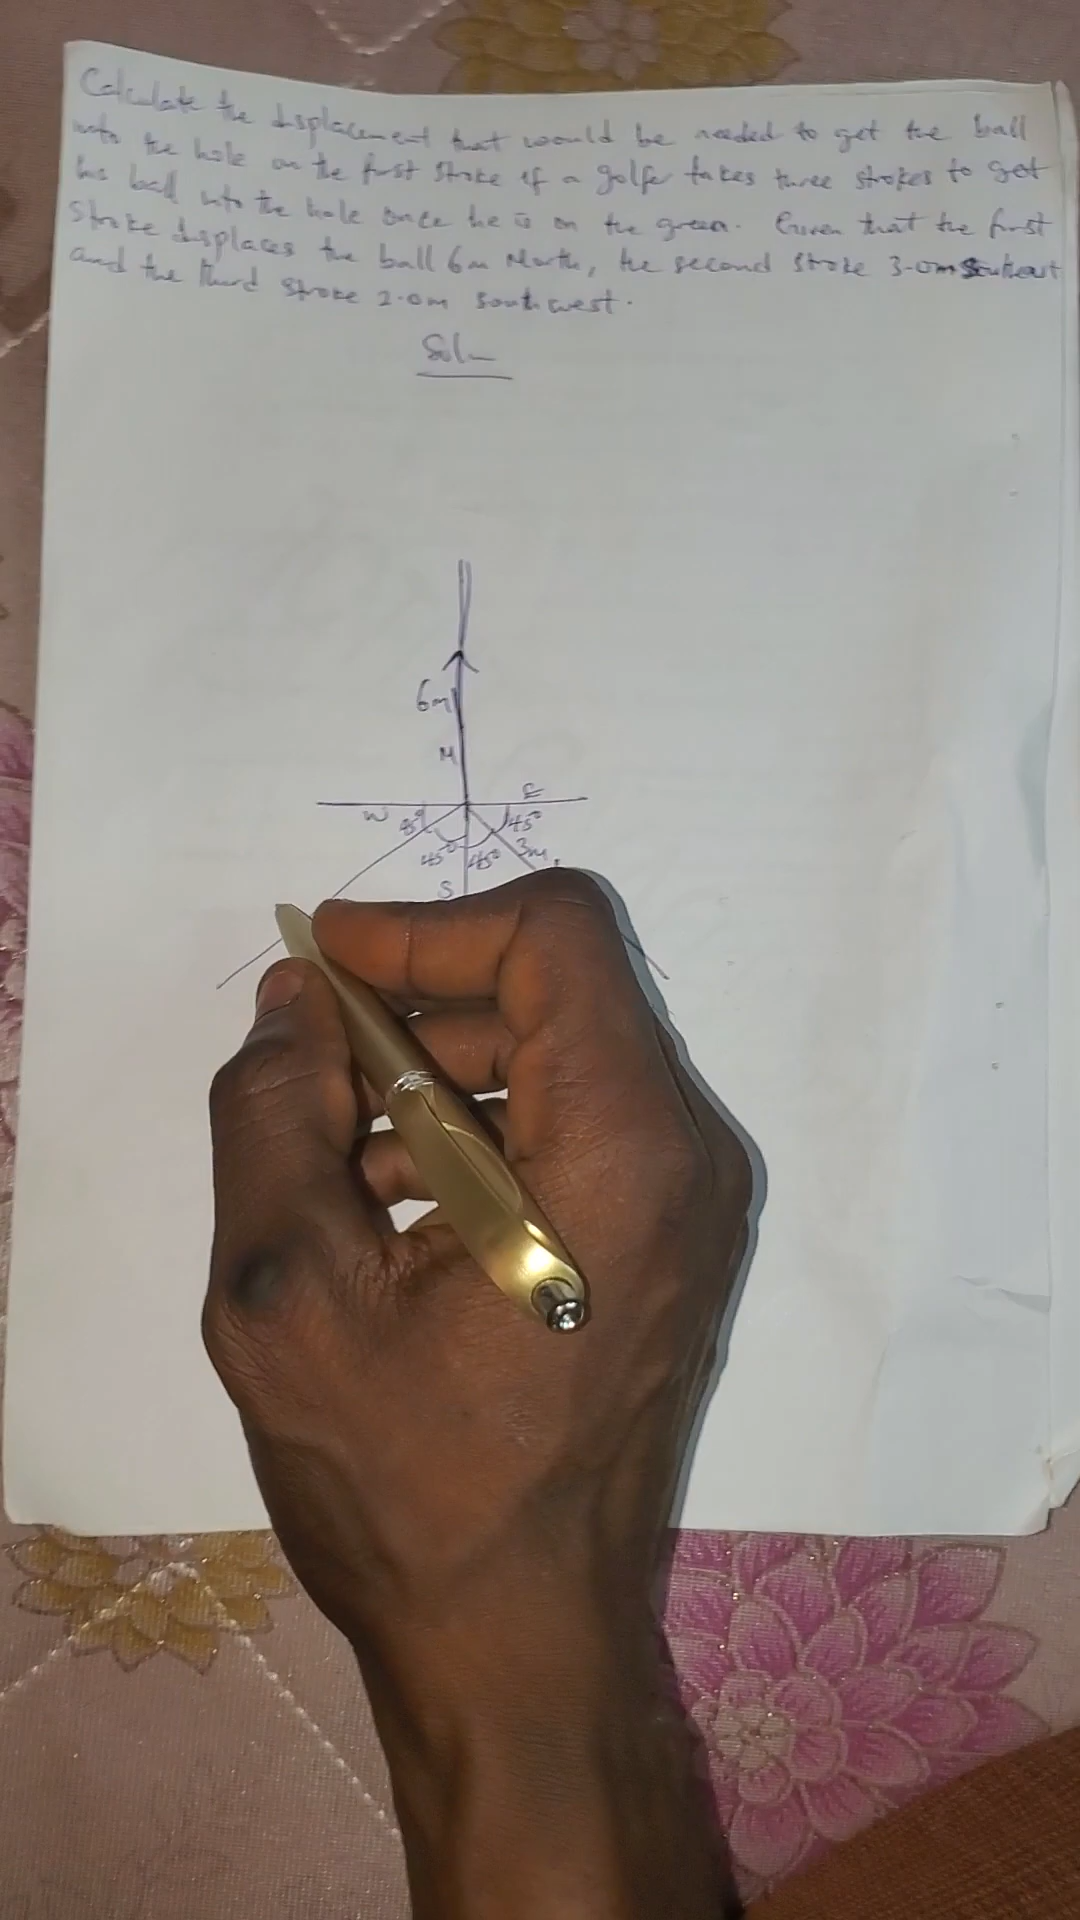 Calculate the displacement that would be needed to get the ball
into the hole on the first stroke if a golfer takes three strokes to get
his ball into the hole once he is on the green. Given that the first
stroke displaces the ball 6m North, the second stroke 3.0m Southeast
and the third stroke 2.0m southwest.
Soln
6m
N
W E
45° 45°
45° 45° 3m
S